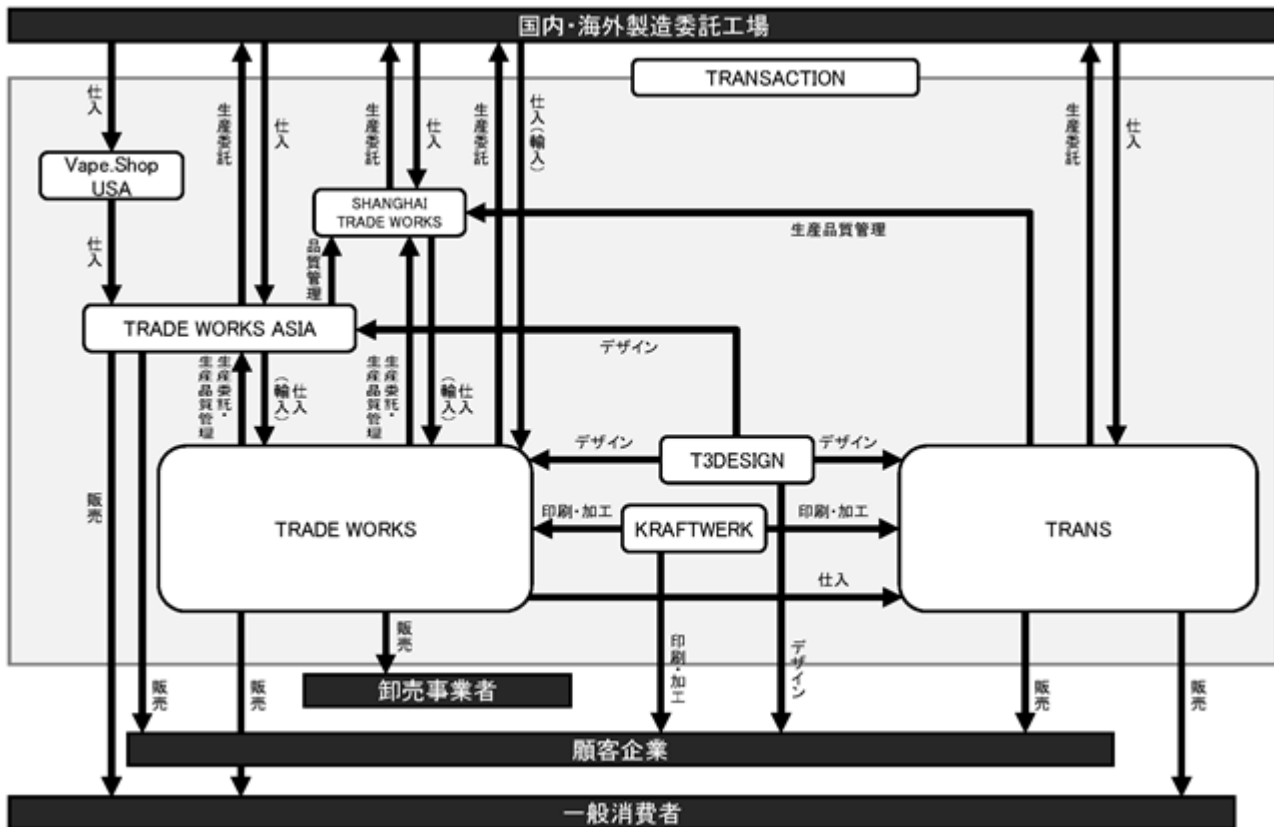 国内・海外製造委託工場
TRANSACTION
仕入
生産委託
仕入
生産委託
仕入
生産委託
仕入(輸入)
生産委託
仕入
Vape.Shop
USA
SHANGHAI
TRADE WORKS
生産品質管理
仕入
品質管理
TRADE WORKS ASIA
デザイン
生産委託・
生産品質管理
仕入
(輸入)
生産委託・
生産品質管理
仕入
(輸入)
デザイン
T3DESIGN
デザイン
TRADE WORKS
印刷・加工
KRAFTWERK
印刷・加工
TRANS
仕入
販売
販売
販売
販売
印刷・加工
デザイン
販売
販売
卸売事業者
顧客企業
一般消費者